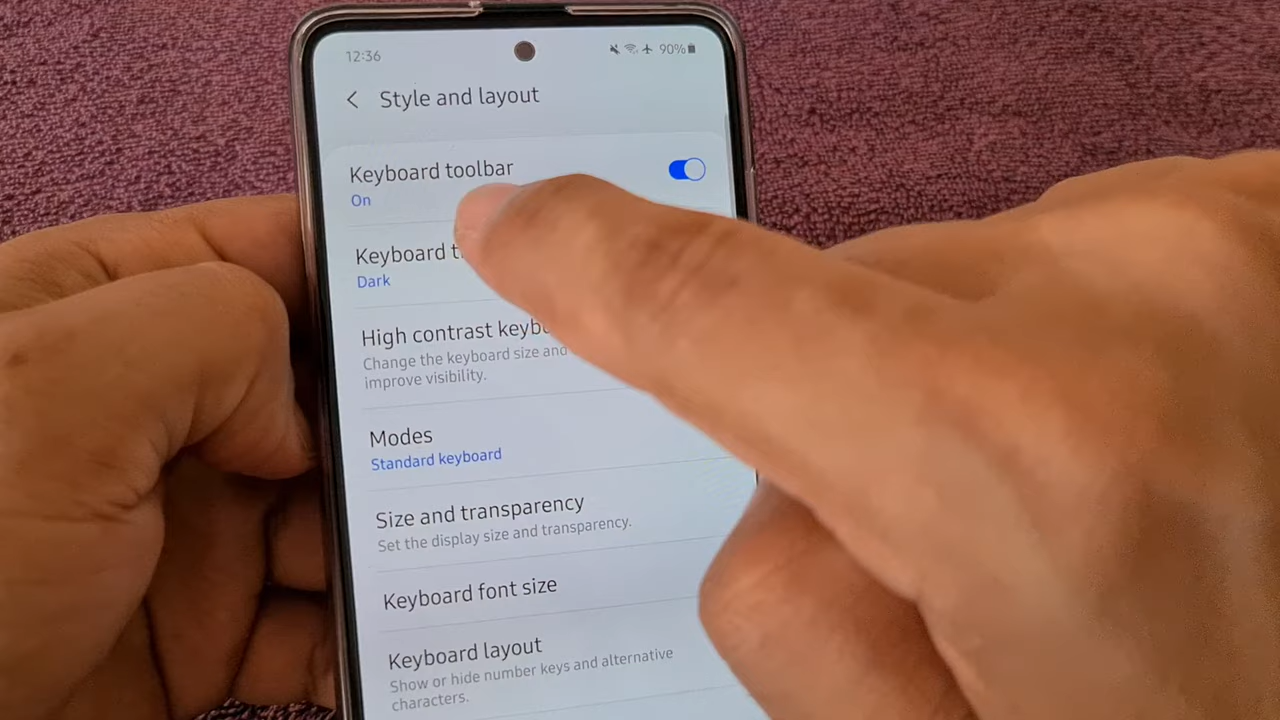 12:36 90%
Style and layout
Keyboard toolbar
On
Keyboard
Dark
High contrast
Change the keyboard size and
improve visibility.
Modes
Standard keyboard
Size and transparency
Set the display size and transparency.
Keyboard font size
Keyboard layout
Show or hide number keys and alternative
characters.